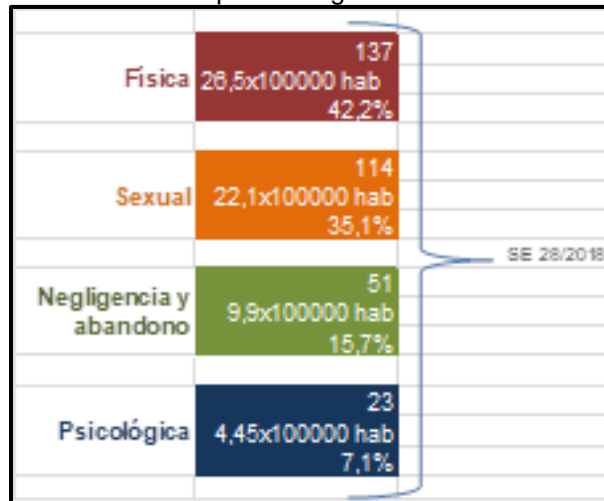 Física
137
26,5x100000 hab
42,2%
Sexual
114
22,1x100000 hab
35,1%
SE 28/2018
Negligencia y
abandono
51
9,9x100000 hab
15,7%
Psicológica
23
4,45x100000 hab
7,1%